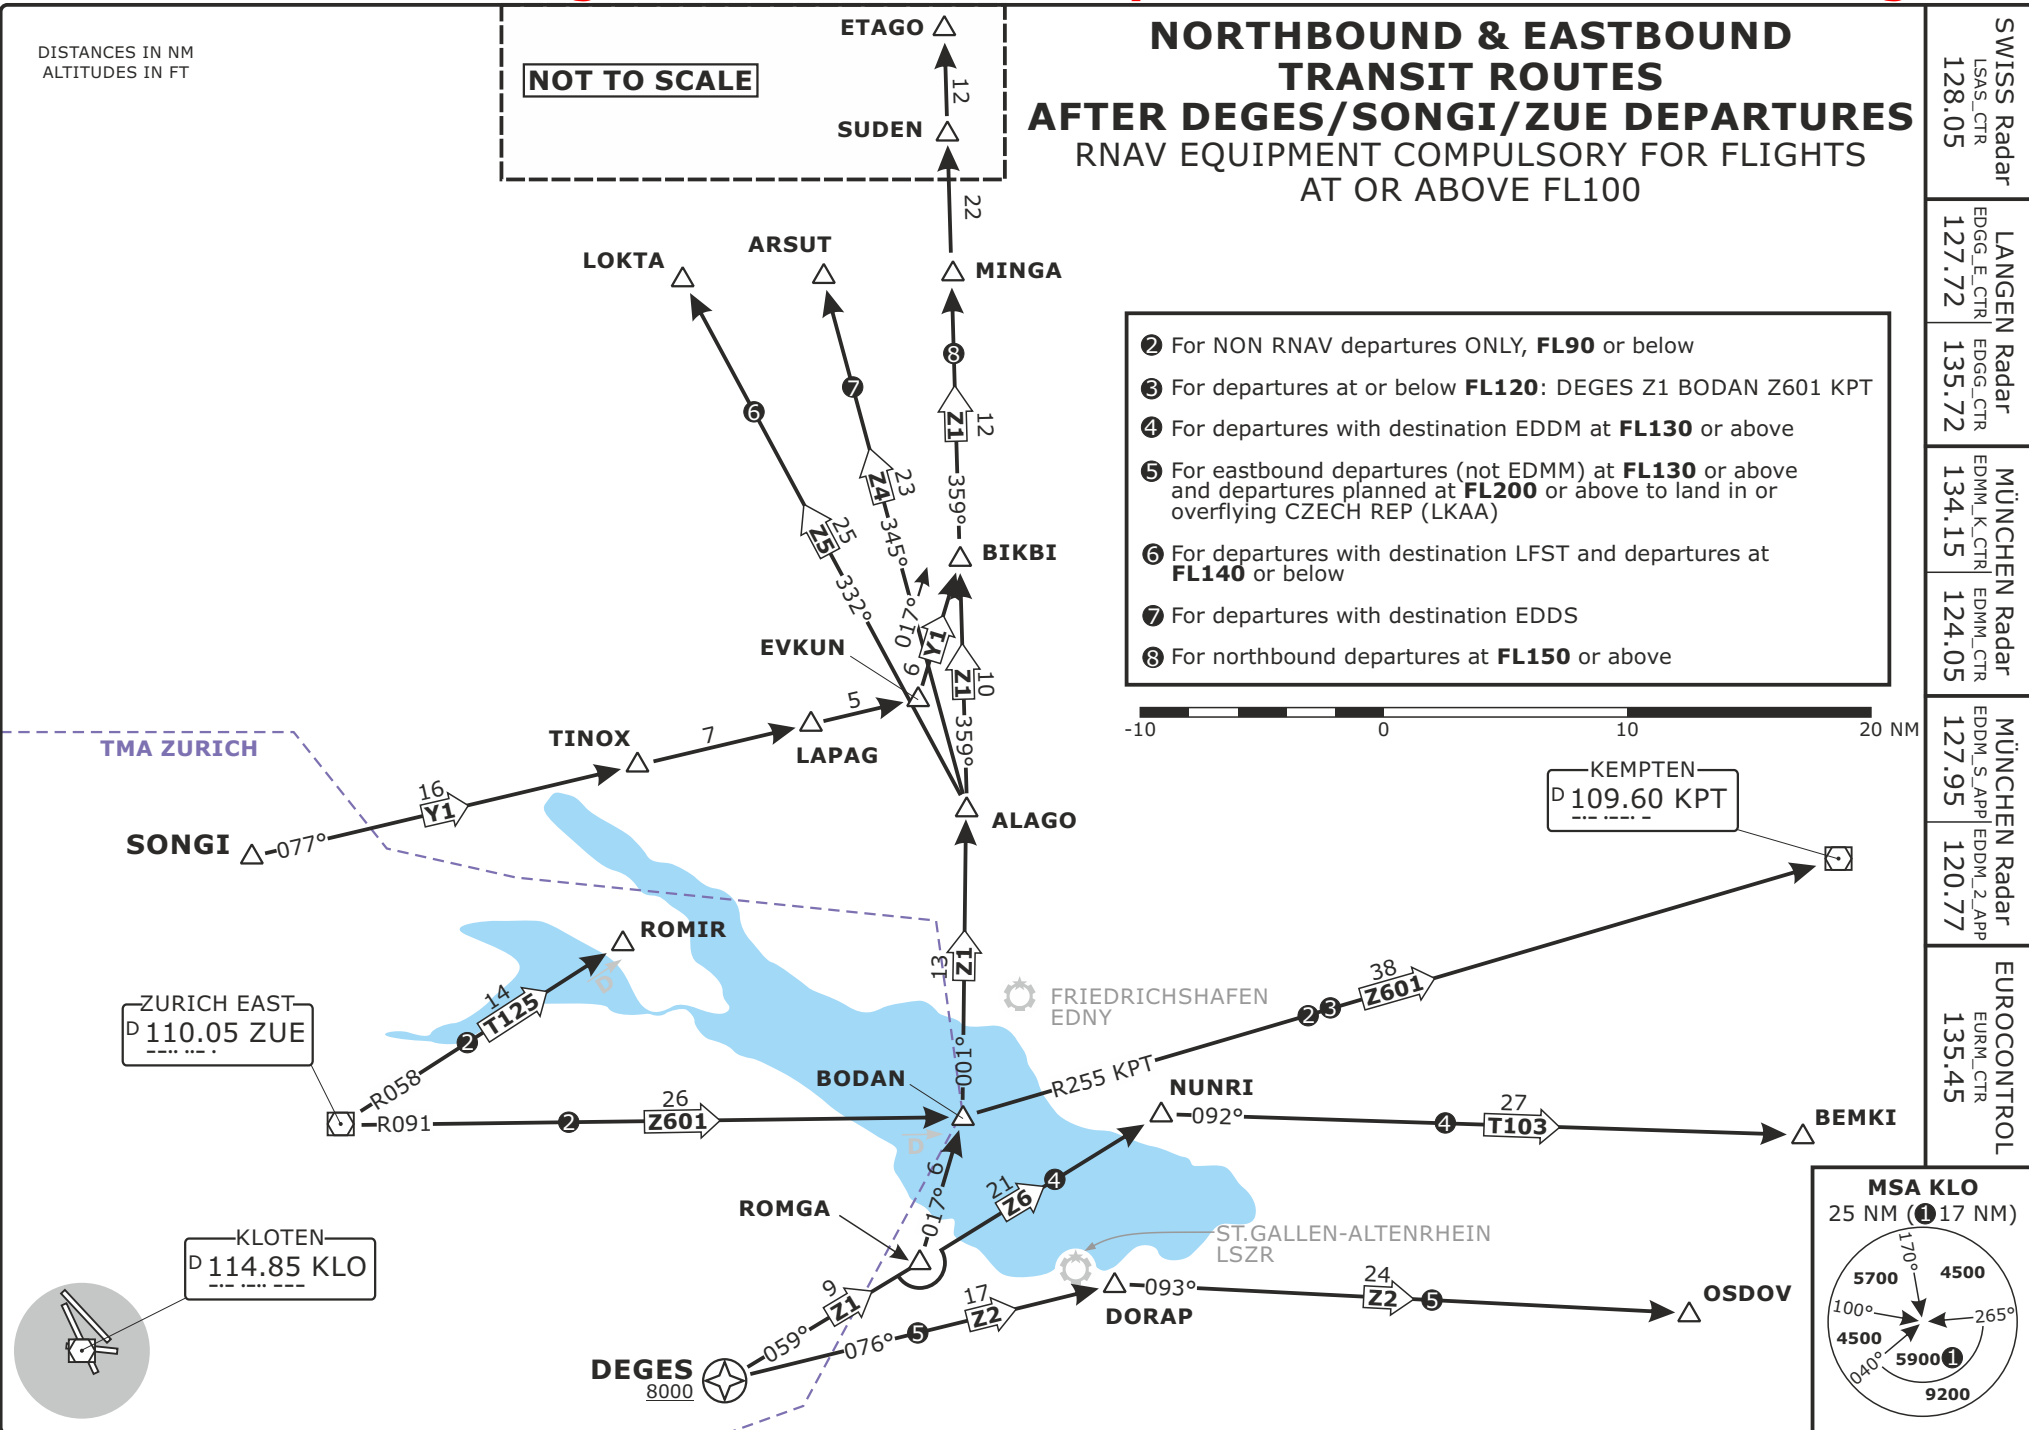 DISTANCES IN NM
ALTITUDES IN FT
NOT TO SCALE
ETAGO
12
SUDEN
22
NORTHBOUND & EASTBOUND
TRANSIT ROUTES
AFTER DEGES/SONGI/ZUE DEPARTURES
RNAV EQUIPMENT COMPULSORY FOR FLIGHTS
AT OR ABOVE FL100
LOKTA
ARSUT
MINGA
6
7
8
Z5
25
332°
Z4
23
345°
Z1
12
359°
BIKBI
2 For NON RNAV departures ONLY, FL90 or below
3 For departures at or below FL120: DEGES Z1 BODAN Z601 KPT
4 For departures with destination EDDM at FL130 or above
5 For eastbound departures (not EDMM) at FL130 or above
and departures planned at FL200 or above to land in or
overflying CZECH REP (LKAA)
6 For departures with destination LFST and departures at
FL140 or below
7 For departures with destination EDDS
8 For northbound departures at FL150 or above
-10 0 10 20 NM
EVKUN
017°
Y1
9
Z1
10
359°
TMA ZURICH
TINOX
7
LAPAG
5
SONGI
077°
16
Y1
ALAGO
KEMPTEN
D 109.60 KPT
ROMIR
D
14
T125
2
R058
ZURICH EAST
D 110.05 ZUE
R091
2
26
Z601
BODAN
D
Z1
13
001°
FRIEDRICHSHAFEN
EDNY
R255 KPT
2 3
38
Z601
NUNRI
092°
4
27
T103
BEMKI
ROMGA
017°
6
21
Z6
4
ST.GALLEN-ALTENRHEIN
LSZR
KLOTEN
D 114.85 KLO
DEGES
8000
059°
9
Z1
076°
5
17
Z2
DORAP
093°
24
Z2
5
OSDOV
SWISS Radar
LSAS_CTR
128.05
LANGEN Radar
EDGG_E_CTR
127.72
EDGG_CTR
135.72
MÜNCHEN Radar
EDMM_K_CTR
134.15
EDMM_CTR
124.05
MÜNCHEN Radar
EDDM_S_APP
127.95
EDDM_2_APP
120.77
EUROCONTROL
EURM_CTR
135.45
MSA KLO
25 NM (1 17 NM)
170°
5700
4500
100°
265°
4500
5900 1
040°
9200